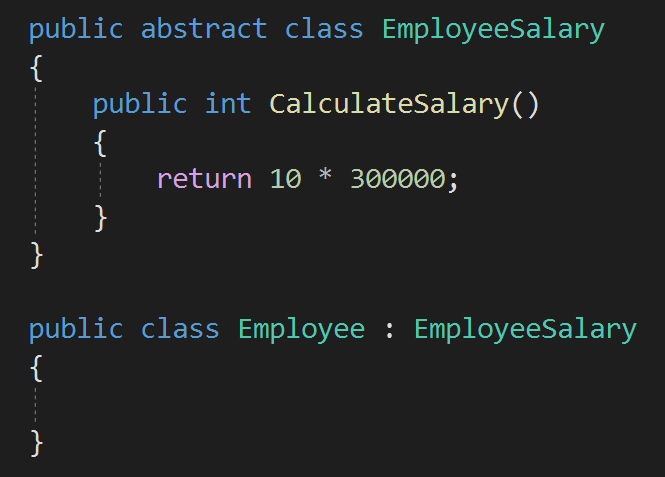 public abstract class EmployeeSalary
{
    public int CalculateSalary()
    {
        return 10 * 300000;
    }
}
public class Employee : EmployeeSalary
{
}